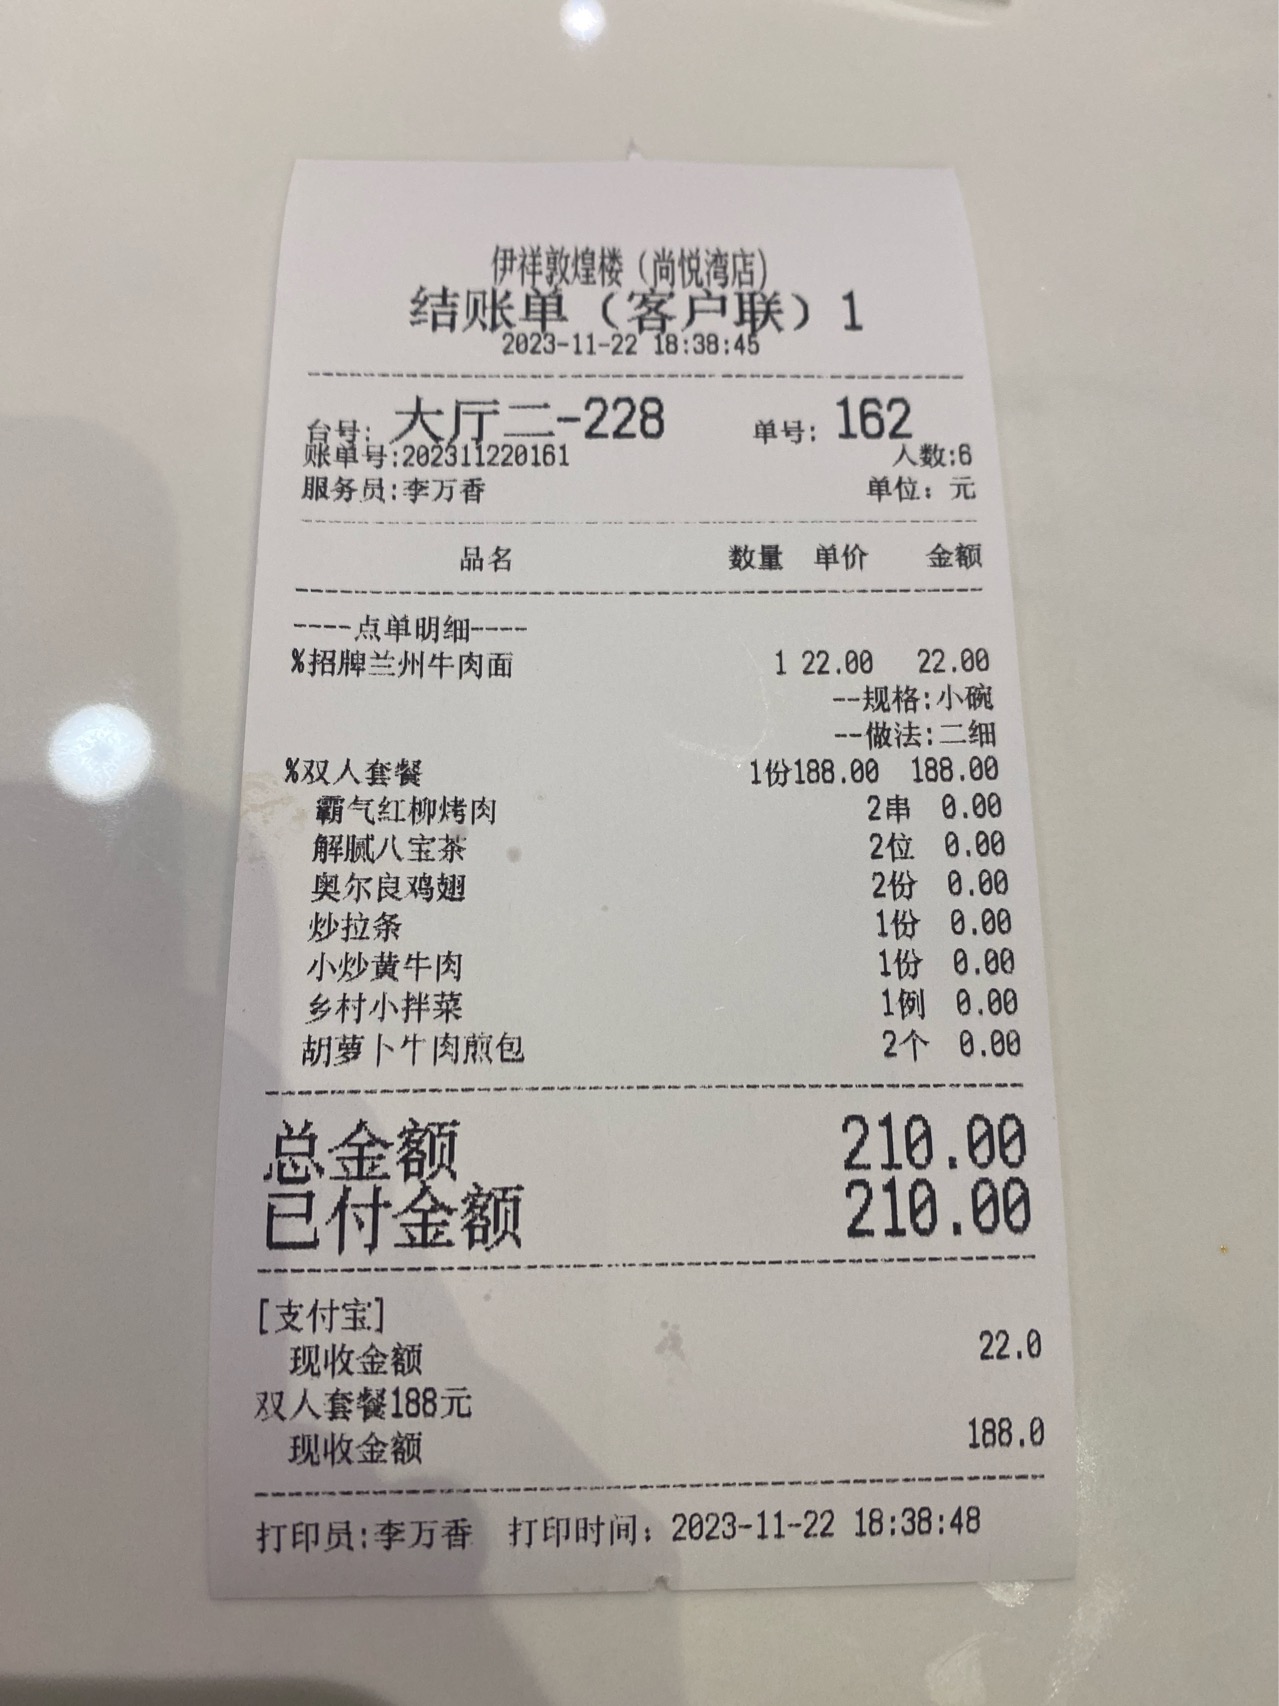 伊祥敦煌楼（尚悦湾店）
结账单（客户联）1
2023-11-22 18:38:45
台号: 大厅二-228 单号: 162
账单号:202311220161 人数:6
服务员:李万香 单位：元
品名 数量 单价 金额
----点单明细----
%招牌兰州牛肉面 1 22.00 22.00
--规格:小碗
--做法:二细
%双人套餐 1份188.00 188.00
霸气红柳烤肉 2串 0.00
解腻八宝茶 2位 0.00
奥尔良鸡翅 2份 0.00
炒拉条 1份 0.00
小炒黄牛肉 1份 0.00
乡村小拌菜 1例 0.00
胡萝卜牛肉煎包 2个 0.00
总金额 210.00
已付金额 210.00
[支付宝]
现收金额 22.0
双人套餐188元
现收金额 188.0
打印员:李万香 打印时间：2023-11-22 18:38:48